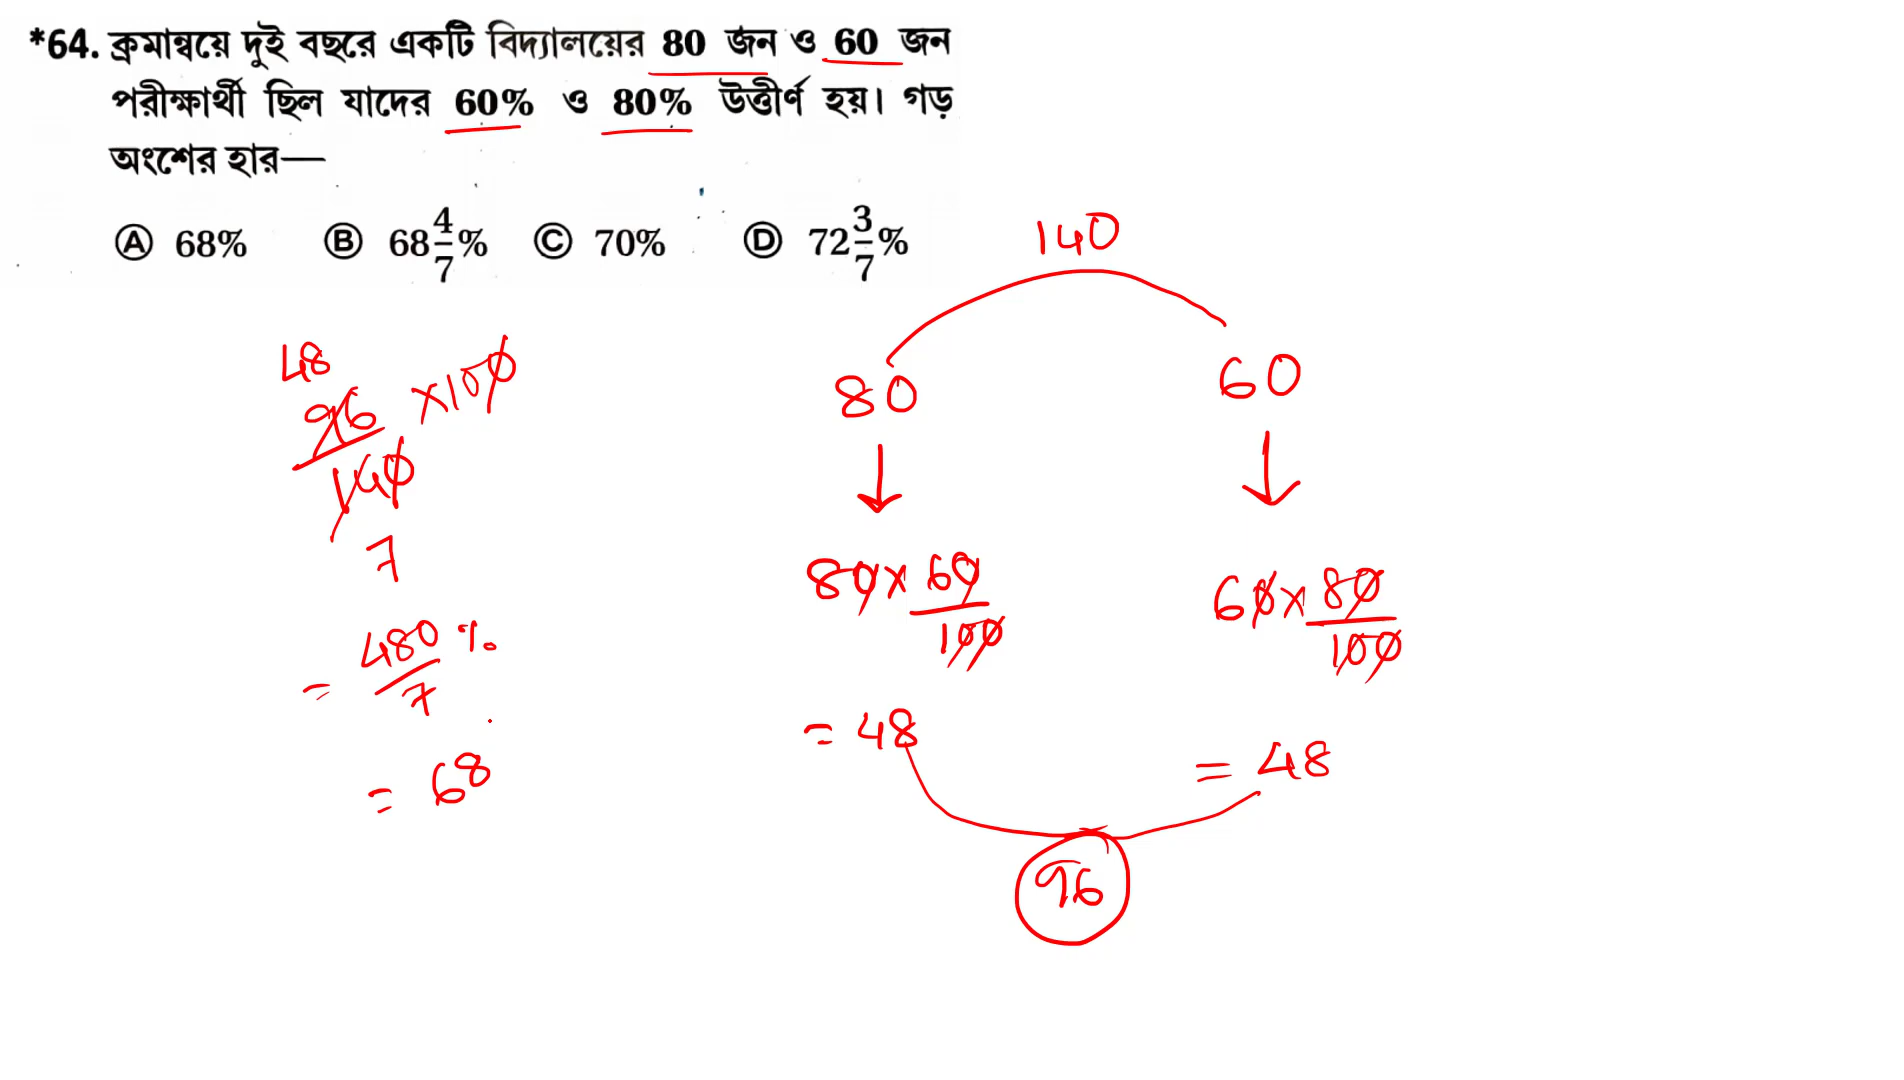 *64. ক্রমান্বয়ে দুই বছরে একটি বিদ্যালয়ের 80 জন ও 60 জন
পরীক্ষার্থী ছিল যাদের 60% ও 80% উত্তীর্ণ হয়। গড়
অংশের হার—
Ⓐ 68% Ⓑ 68 4/7% Ⓒ 70% Ⓓ 72 3/7%
140
80 60
80 × 60/100 60 × 80/100
= 48 = 48
96
48
96/140 × 100
7
= 480/7 %
= 68